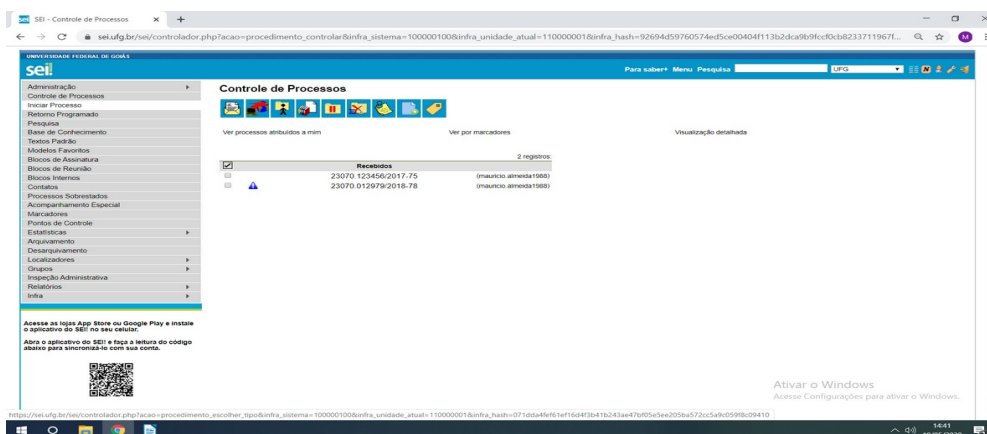 SEI - Controle de Processos
sei.ufg.br/sei/controlador.php?acao=procedimento_controlar&infra_sistema=100000100&infra_unidade_atual=110000001&infra_hash=92694d59760574ed5ce00404f113b2dca9b9fccf0cb8233711967f...
M
UNIVERSIDADE FEDERAL DE GOIÁS
sei!
Para saber+ Menu Pesquisa
UFG
Administração
Controle de Processos
Iniciar Processo
Retorno Programado
Pesquisa
Base de Conhecimento
Textos Padrão
Modelos Favoritos
Blocos de Assinatura
Blocos de Reunião
Blocos Internos
Contatos
Processos Sobrestados
Acompanhamento Especial
Marcadores
Pontos de Controle
Estatísticas
Arquivamento
Desarquivamento
Localizadores
Grupos
Inspeção Administrativa
Relatórios
Infra
Acesse as lojas App Store ou Google Play e instale
o aplicativo do SEI! no seu celular.
Abra o aplicativo do SEI! e faça a leitura do código
abaixo para sincronizá-lo com sua conta.
Controle de Processos
Ver processos atribuídos a mim
Ver por marcadores
Visualização detalhada
2 registros:
Recebidos
23070.123456/2017-75 (mauricio.almeida1988)
23070.012979/2018-78 (mauricio.almeida1988)
Ativar o Windows
Acesse Configurações para ativar o Windows.
https://sei.ufg.br/sei/controlador.php?acao=procedimento_escolher_tipo&infra_sistema=100000100&infra_unidade_atual=110000001&infra_hash=071dda4fef61ef16d4f3b41b243ae47bf05e5ee205ba572cc5a9c059f8c09410
14:41